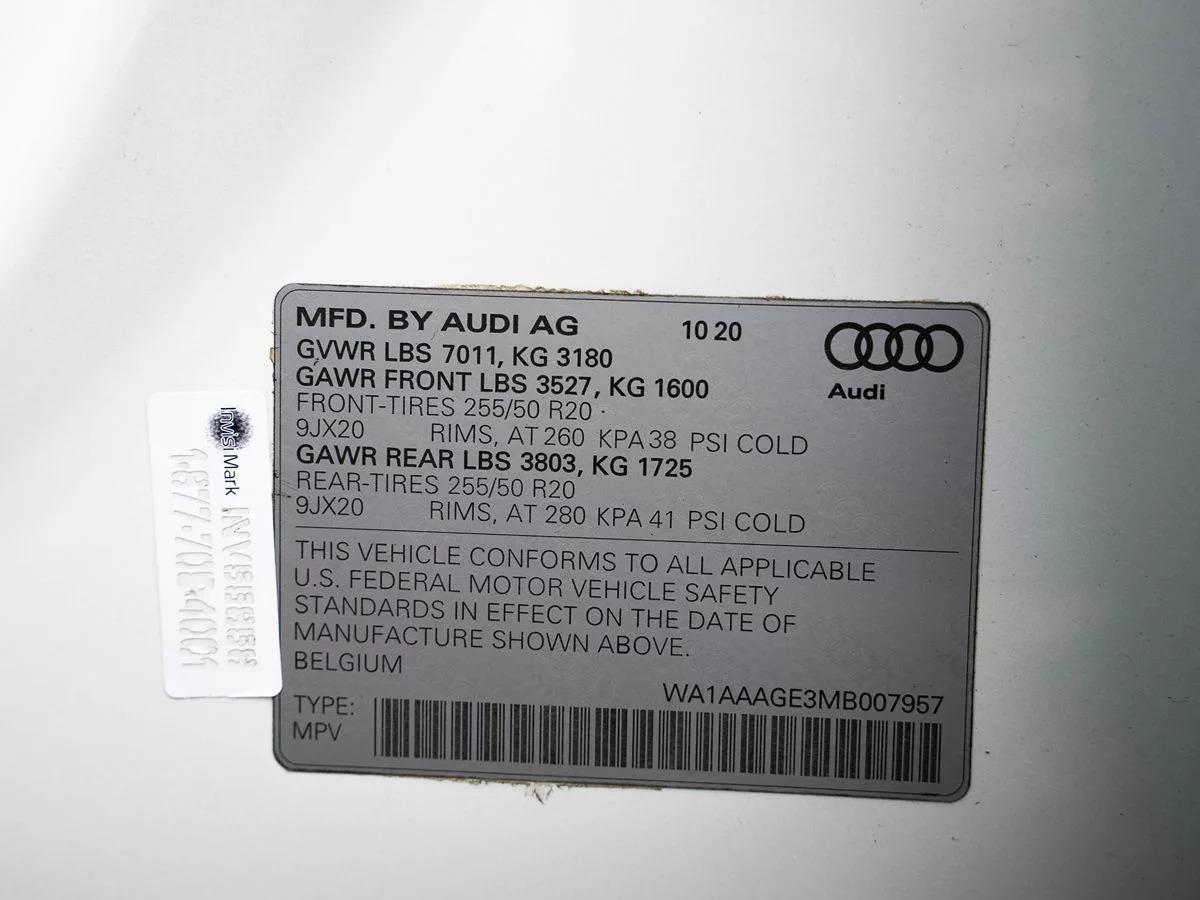 MFD. BY AUDI AG 10 20
GVWR LBS 7011, KG 3180
GAWR FRONT LBS 3527, KG 1600
FRONT-TIRES 255/50 R20
9JX20 RIMS, AT 260 KPA 38 PSI COLD
GAWR REAR LBS 3803, KG 1725
REAR-TIRES 255/50 R20
9JX20 RIMS, AT 280 KPA 41 PSI COLD
Audi
THIS VEHICLE CONFORMS TO ALL APPLICABLE
U.S. FEDERAL MOTOR VEHICLE SAFETY
STANDARDS IN EFFECT ON THE DATE OF
MANUFACTURE SHOWN ABOVE.
BELGIUM
WA1AAAGE3MB007957
TYPE:
MPV
InvisiMark